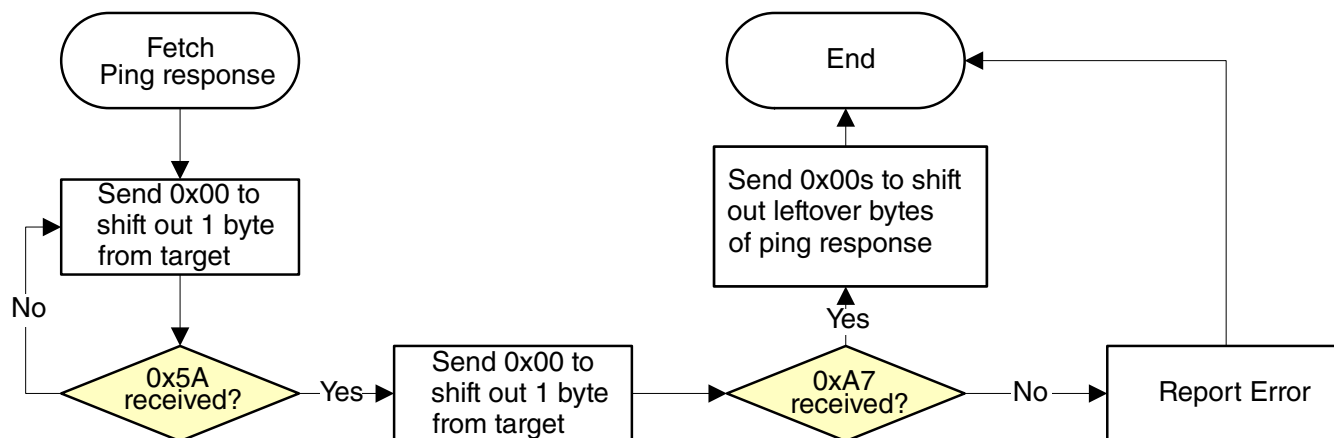 Fetch
Ping response
End
Send 0x00 to
shift out 1 byte
from target
Send 0x00s to shift
out leftover bytes
of ping response
No
Yes
0x5A
received?
Yes
Send 0x00 to
shift out 1 byte
from target
0xA7
received?
No
Report Error